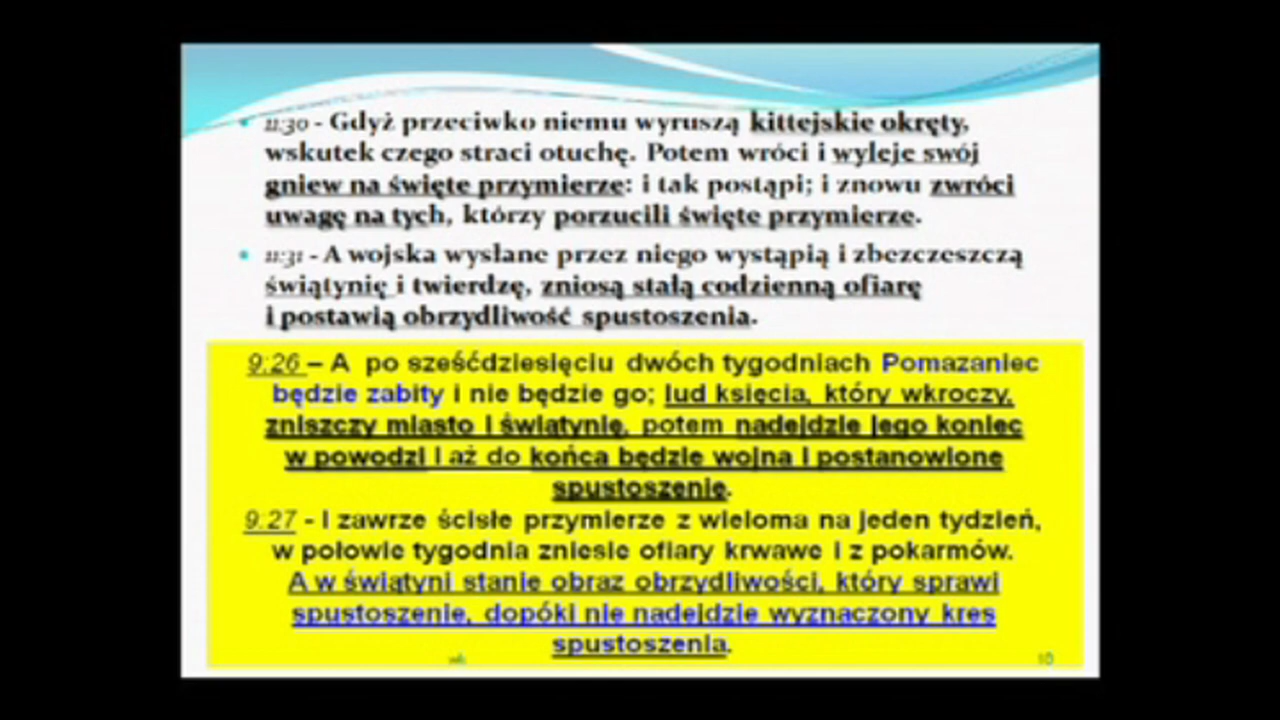 • 11:30 - Gdyż przeciwko niemu wyruszą kittejskie okręty,
wskutek czego straci otuchę. Potem wróci i wyleje swój
gniew na święte przymierze: i tak postąpi; i znowu zwróci
uwagę na tych, którzy porzucili święte przymierze.
• 11:31 - A wojska wysłane przez niego wystąpią i zbezczeszczą
świątynię i twierdzę, zniosą stałą codzienną ofiarę
i postawią obrzydliwość spustoszenia.
9:26 – A po sześćdziesięciu dwóch tygodniach Pomazaniec
będzie zabity i nie będzie go; lud księcia, który wkroczy,
zniszczy miasto i świątynię, potem nadejdzie jego koniec
w powodzi i aż do końca będzie wojna i postanowione
spustoszenie.
9:27 - I zawrze ścisłe przymierze z wieloma na jeden tydzień,
w połowie tygodnia zniesie ofiary krwawe i z pokarmów.
A w świątyni stanie obraz obrzydliwości, który sprawi
spustoszenie, dopóki nie nadejdzie wyznaczony kres
spustoszenia.
wk 10